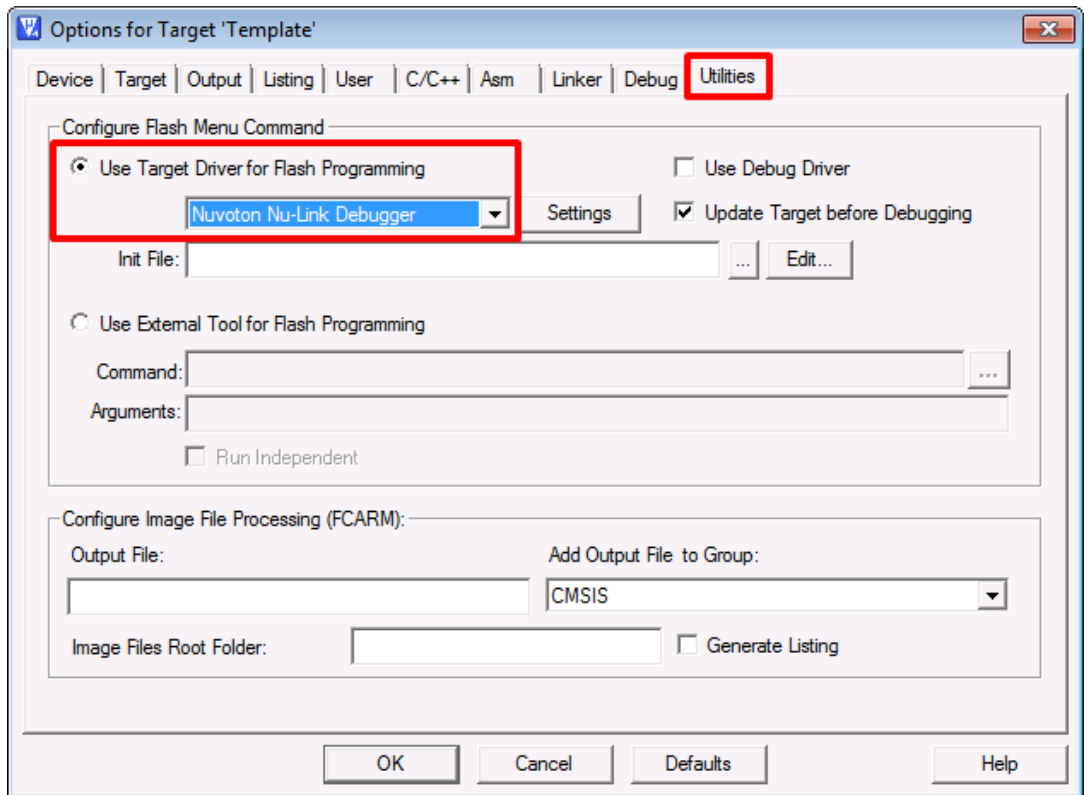 Options for Target 'Template'
Device Target Output Listing User C/C++ Asm Linker Debug Utilities
Configure Flash Menu Command
Use Target Driver for Flash Programming Use Debug Driver
Nuvoton Nu-Link Debugger Settings Update Target before Debugging
Init File: ... Edit...
Use External Tool for Flash Programming
Command: ...
Arguments:
Run Independent
Configure Image File Processing (FCARM):
Output File: Add Output File to Group:
CMSIS
Image Files Root Folder: Generate Listing
OK Cancel Defaults Help